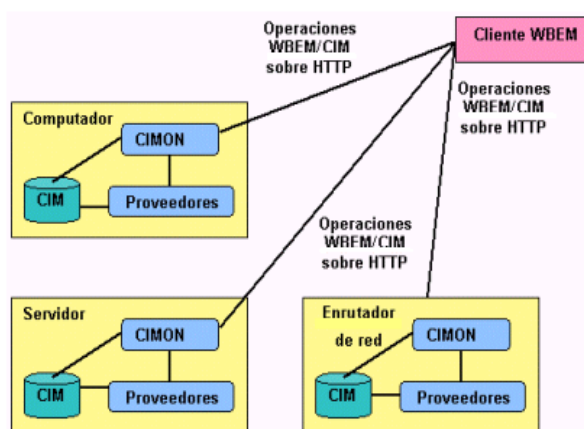 Operaciones
WBEM/CIM
sobre HTTP
Cliente WBEM
Operaciones
WBEM/CIM
sobre HTTP
Computador
CIMON
CIM
Proveedores
Operaciones
WBEM/CIM
sobre HTTP
Servidor
CIMON
CIM
Proveedores
Enrutador
de red
CIMON
CIM
Proveedores